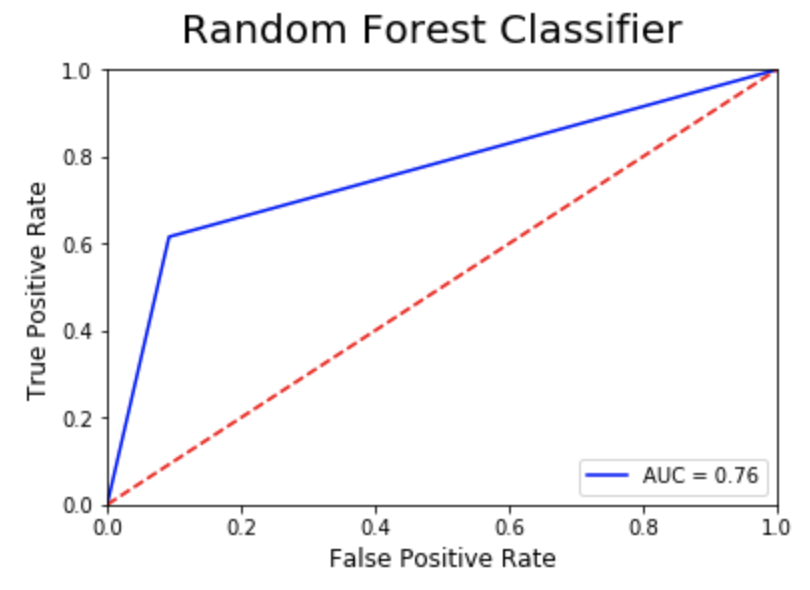 Random Forest Classifier
1.0
0.8
0.6
0.4
0.2
0.0
True Positive Rate
AUC = 0.76
0.0 0.2 0.4 0.6 0.8 1.0
False Positive Rate